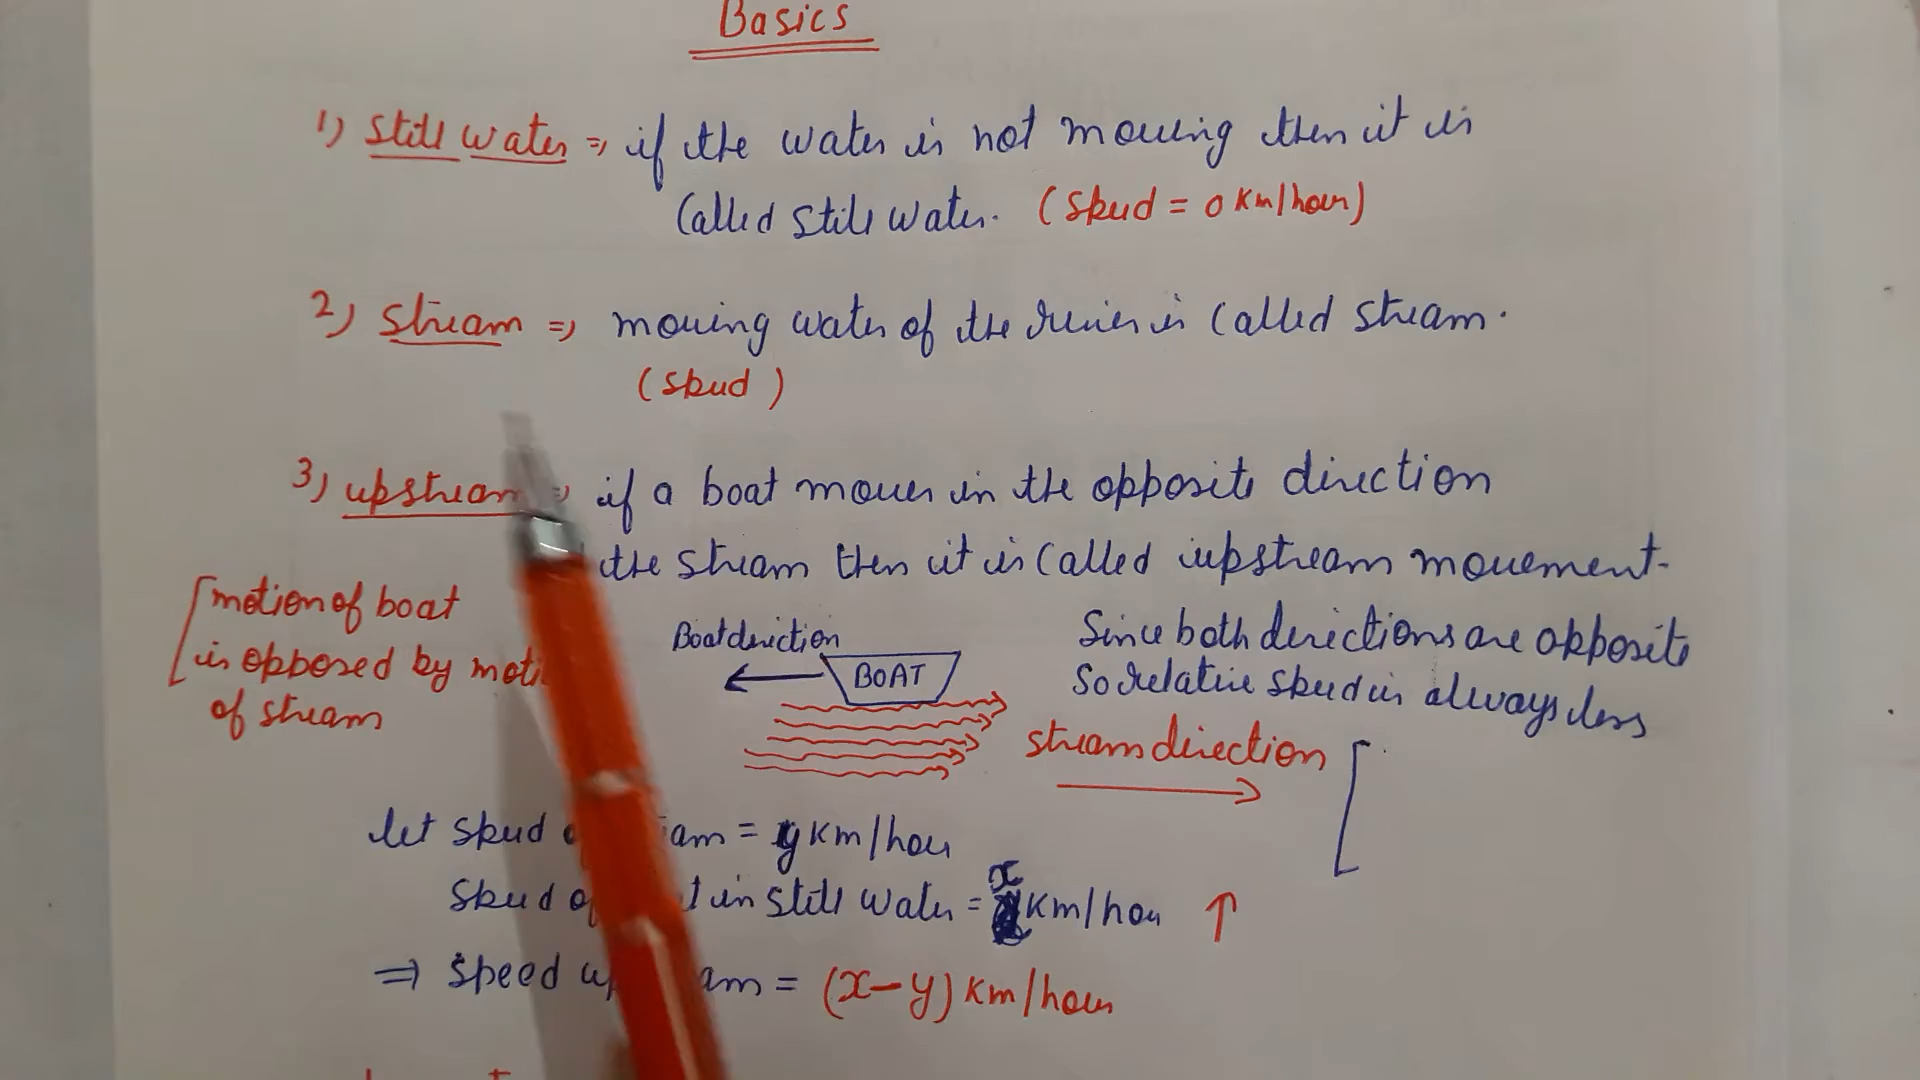 Basics
1) Still water ⇒ if the water is not moving then it is
Called Still water. (Speed = 0 Km/hour)
2) Stream ⇒ moving water of the river is Called Stream.
(Speed )
3) upstream ⇒ if a boat moves in the opposite direction
the stream then it is Called upstream movement.
[motion of boat
is opposed by moti
of stream
Boat direction
BOAT
Since both directions are opposite
So relative speed is always less
stream direction
let Speed am = y km/hour
Speed of t in Still Water = x km/hou ↑
⇒ Speed up am = (x-y) Km/hour